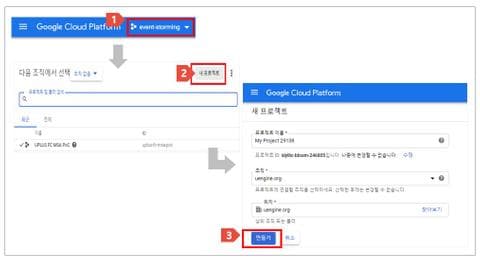 1
Google Cloud Platform
event-storming
다음 조직에서 선택
조직 없음
2
새 프로젝트
프로젝트 및 폴더 검색
최근
전체
이름
ID
UPLUS FC MSA PoC
Google Cloud Platform
새 프로젝트
프로젝트 이름 *
My Project 29138
프로젝트 ID: 입니다. 나중에 변경할 수 없습니다.
수정
조직 *
uengine.org
프로젝트에 연결할 조직을 선택하세요. 선택한 후에는 변경할 수 없습니다.
위치 *
uengine.org
찾아보기
상위 조직 또는 폴더
3
만들기
취소